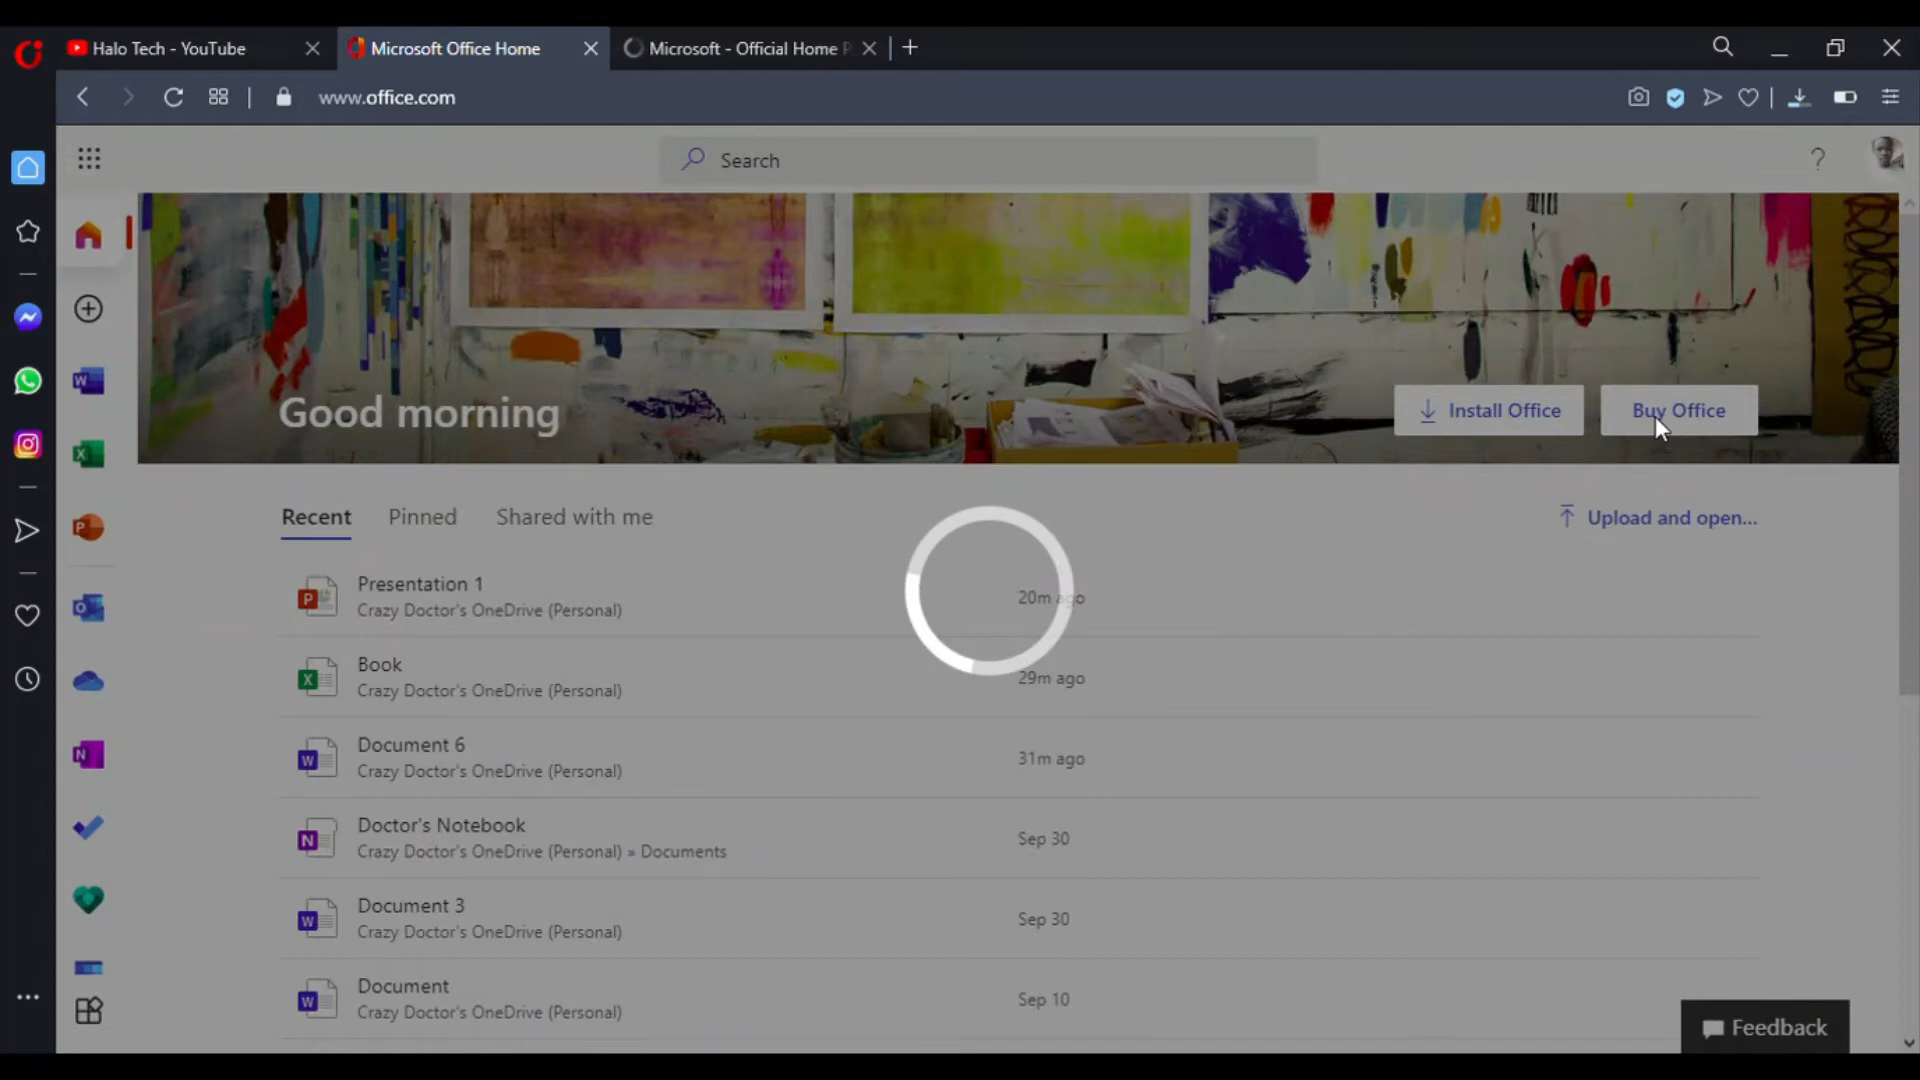 Halo Tech - YouTube
Microsoft Office Home
Microsoft - Official Home P
www.office.com
Search
Good morning
Install Office
Buy Office
Recent
Pinned
Shared with me
Upload and open...
Presentation 1
Crazy Doctor's OneDrive (Personal)
20m ago
Book
Crazy Doctor's OneDrive (Personal)
29m ago
Document 6
Crazy Doctor's OneDrive (Personal)
31m ago
Doctor's Notebook
Crazy Doctor's OneDrive (Personal) » Documents
Sep 30
Document 3
Crazy Doctor's OneDrive (Personal)
Sep 30
Document
Crazy Doctor's OneDrive (Personal)
Sep 10
Feedback